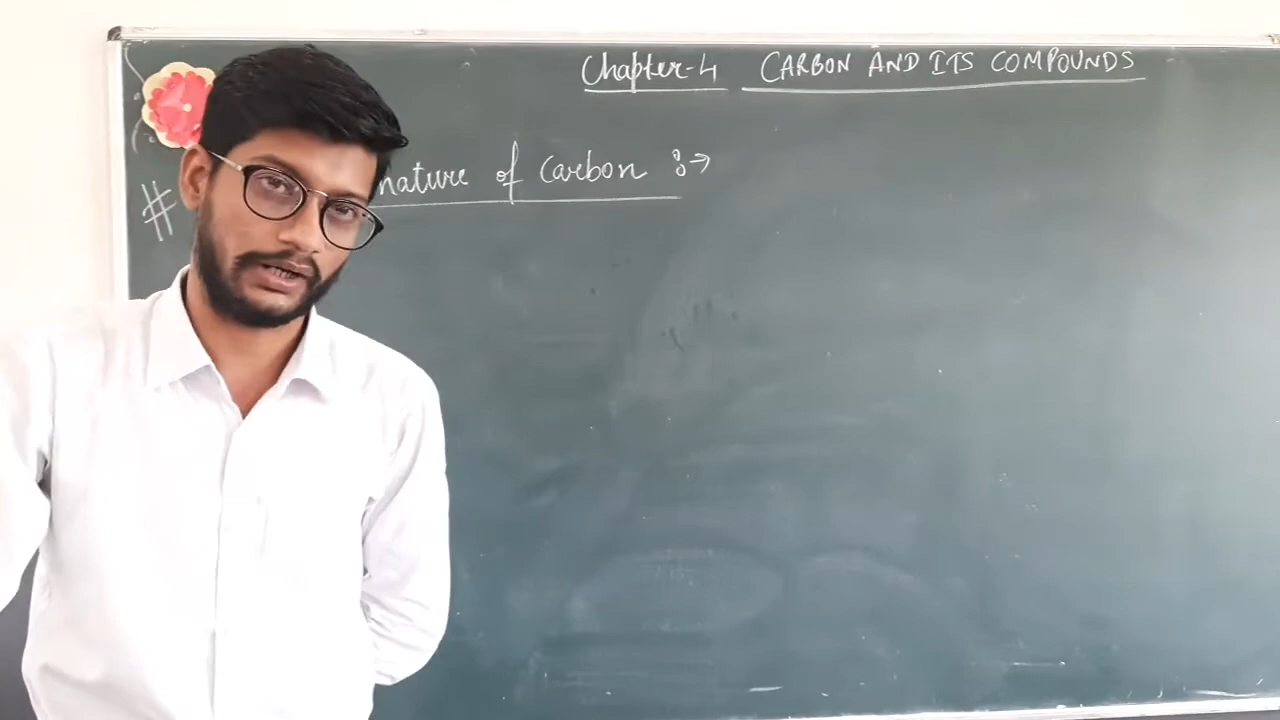 Chapter-4 CARBON AND ITS COMPOUNDS
# nature of Carbon :→